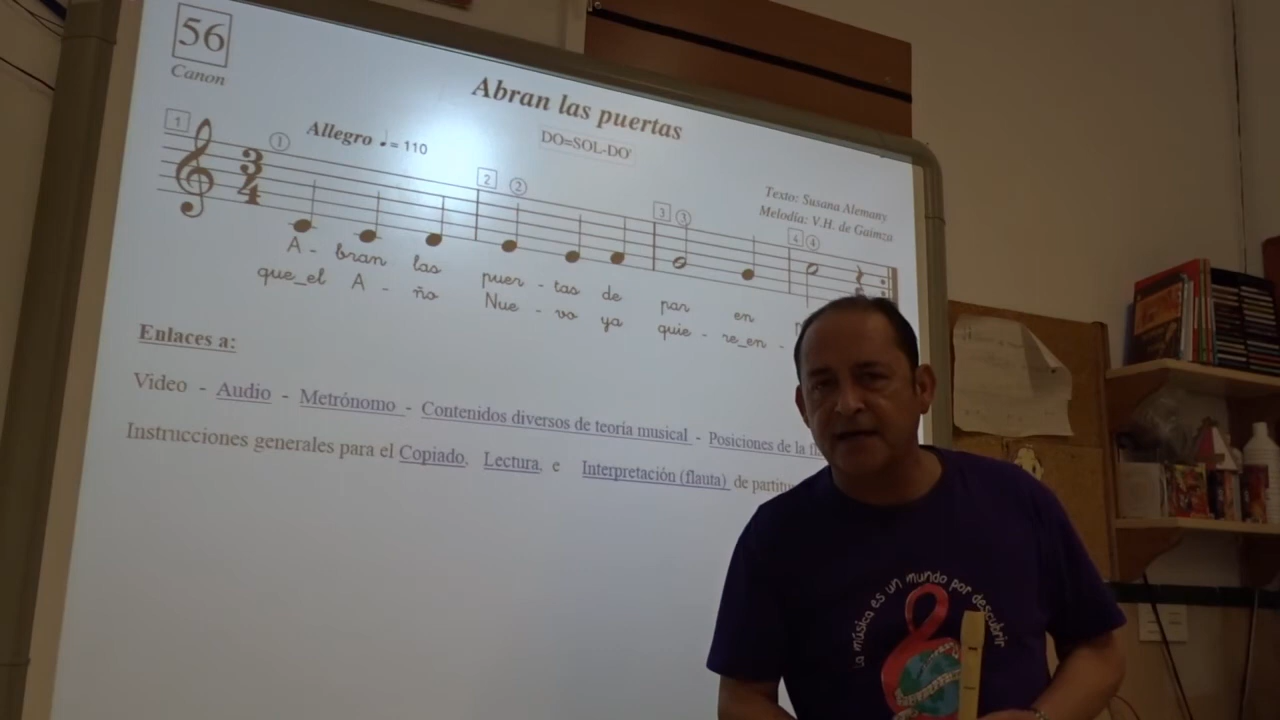 56
Canon
Abran las puertas
DO=SOL-DO'
Allegro ♩= 110
Texto: Susana Alemany
Melodía: V.H. de Gaimza
1 1 2 2 3 3 4 4
3
4
A - bran las puer - tas de par en
que_el A - ño Nue - vo ya quie - re_en -
Enlaces a:
Video - Audio - Metrónomo - Contenidos diversos de teoría musical - Posiciones de la
Instrucciones generales para el Copiado, Lectura, e Interpretación (flauta) de
La música es un mundo por descubrir